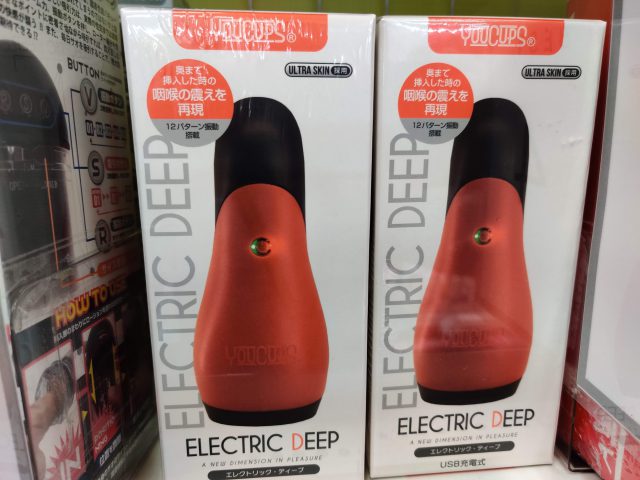 BUTTON
HOW TO USE
YOUCUPS®
奥まで
挿入した時の
咽喉の震えを
再現
12パターン振動
搭載
ULTRA SKIN 採用
ELECTRIC DEEP
YOUCUPS
ELECTRIC DEEP
A NEW DIMENSION IN PLEASURE
エレクトリック・ディープ
YOUCUPS®
奥まで
挿入した時の
咽喉の震えを
再現
12パターン振動
搭載
ULTRA SKIN 採用
ELECTRIC DEEP
YOUCUPS
ELECTRIC DEEP
A NEW DIMENSION IN PLEASURE
エレクトリック・ディープ
USB充電式